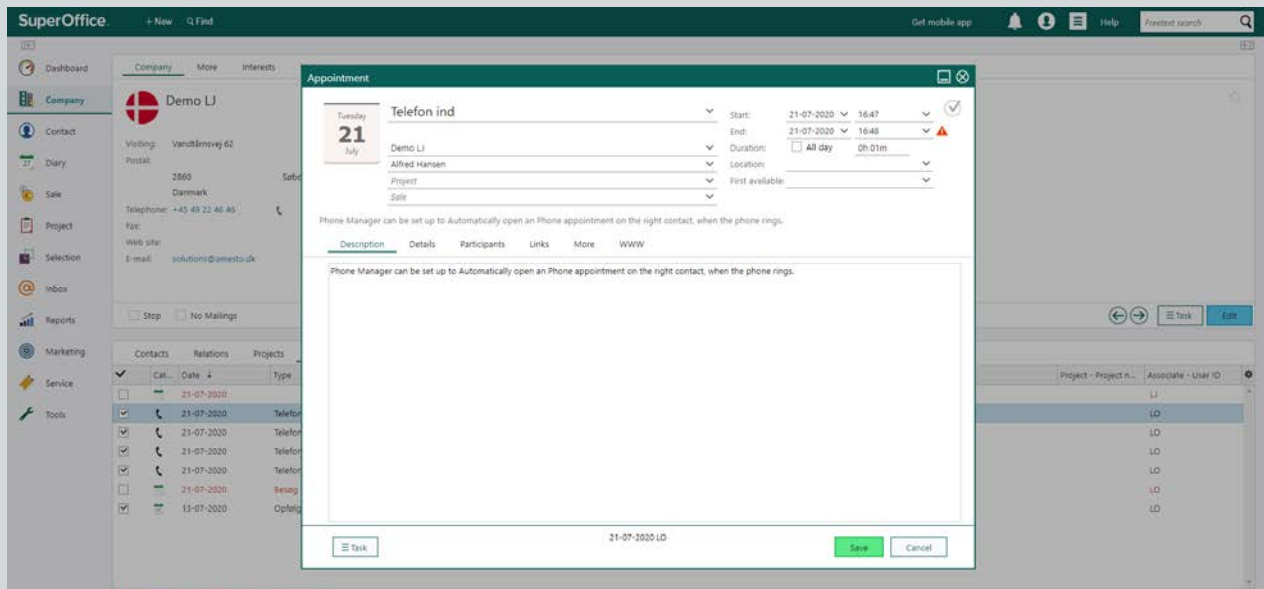 SuperOffice.
+ New
Find
Get mobile app
Help
Freetext search
Dashboard
Company
Contact
Diary
27
Sale
Project
Selection
Inbox
Reports
Marketing
Service
Tools
Company More Interests
Demo LJ
Visiting: Vandtårnsvej 62
Postal:
2860
Danmark
Telephone: +45 49 22 46 46
Fax:
Web site:
E-mail: solutions@amesto.dk
Stop
No Mailings
Task
Edit
Appointment
Tuesday
21
July
Telefon ind
Demo LJ
Alfred Hansen
Project
Sale
Start: 21-07-2020 16:47
End: 21-07-2020 16:48
Duration: All day 0h 01m
Location:
First available:
Phone Manager can be set up to Automatically open an Phone appointment on the right contact, when the phone rings.
Description Details Participants Links More WWW
Phone Manager can be set up to Automatically open an Phone appointment on the right contact, when the phone rings.
Task
21-07-2020 LO
Save
Cancel
Contacts Relations Projects
Cat... Date Type Project - Project n... Associate - User ID
21-07-2020 LJ
21-07-2020 Telefon LO
21-07-2020 Telefon LO
21-07-2020 Telefon LO
21-07-2020 Telefon LO
21-07-2020 Besøg LO
13-07-2020 Opfølg LO